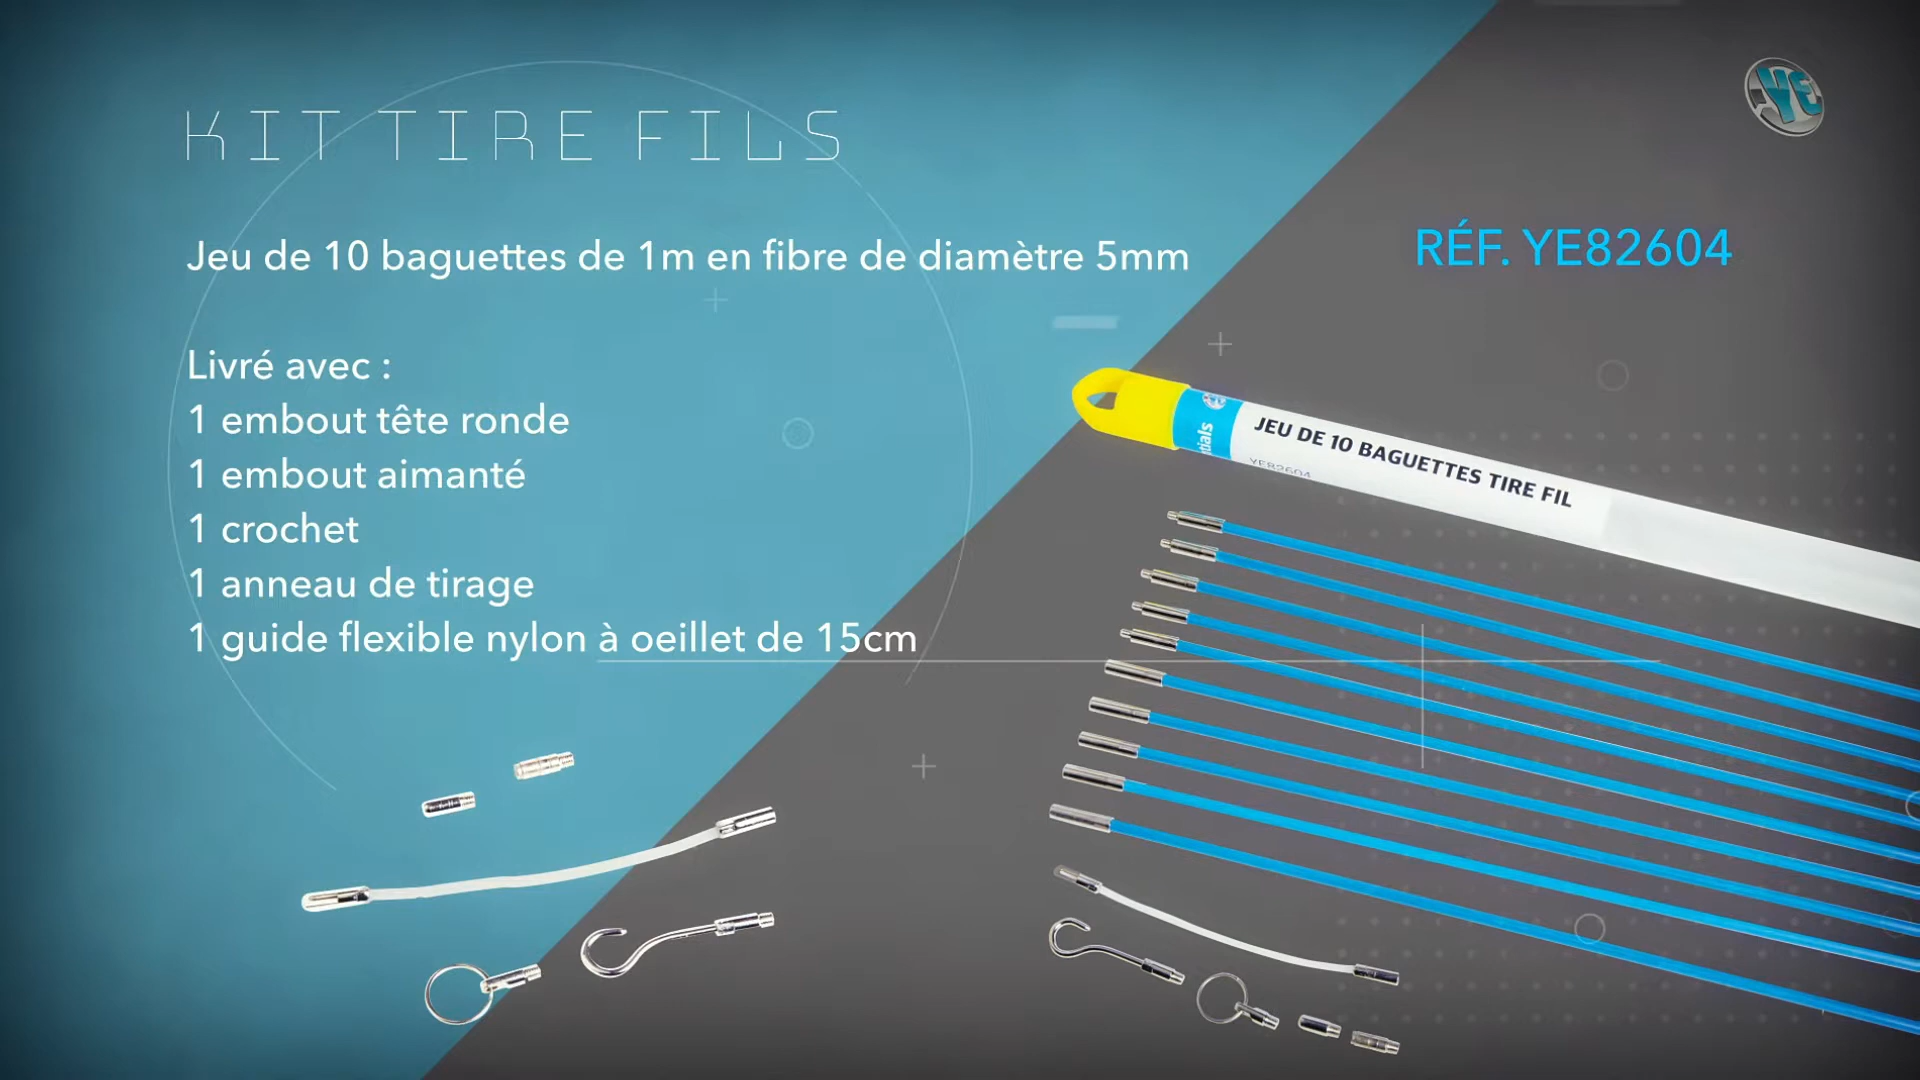 KIT TIRE FILS
Jeu de 10 baguettes de 1m en fibre de diamètre 5mm
RÉF. YE82604
Livré avec :
1 embout tête ronde
1 embout aimanté
1 crochet
1 anneau de tirage
1 guide flexible nylon à oeillet de 15cm
YE
JEU DE 10 BAGUETTES TIRE FIL
YE82604